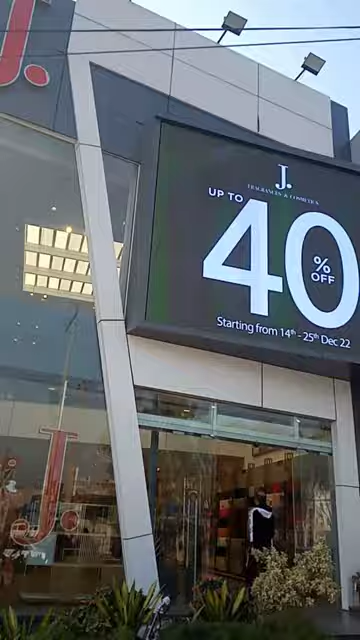 J.
J.
FRAGRANCES & COSMETICS
UP TO
40
%
OFF
Starting from 14th - 25th Dec 22
J.